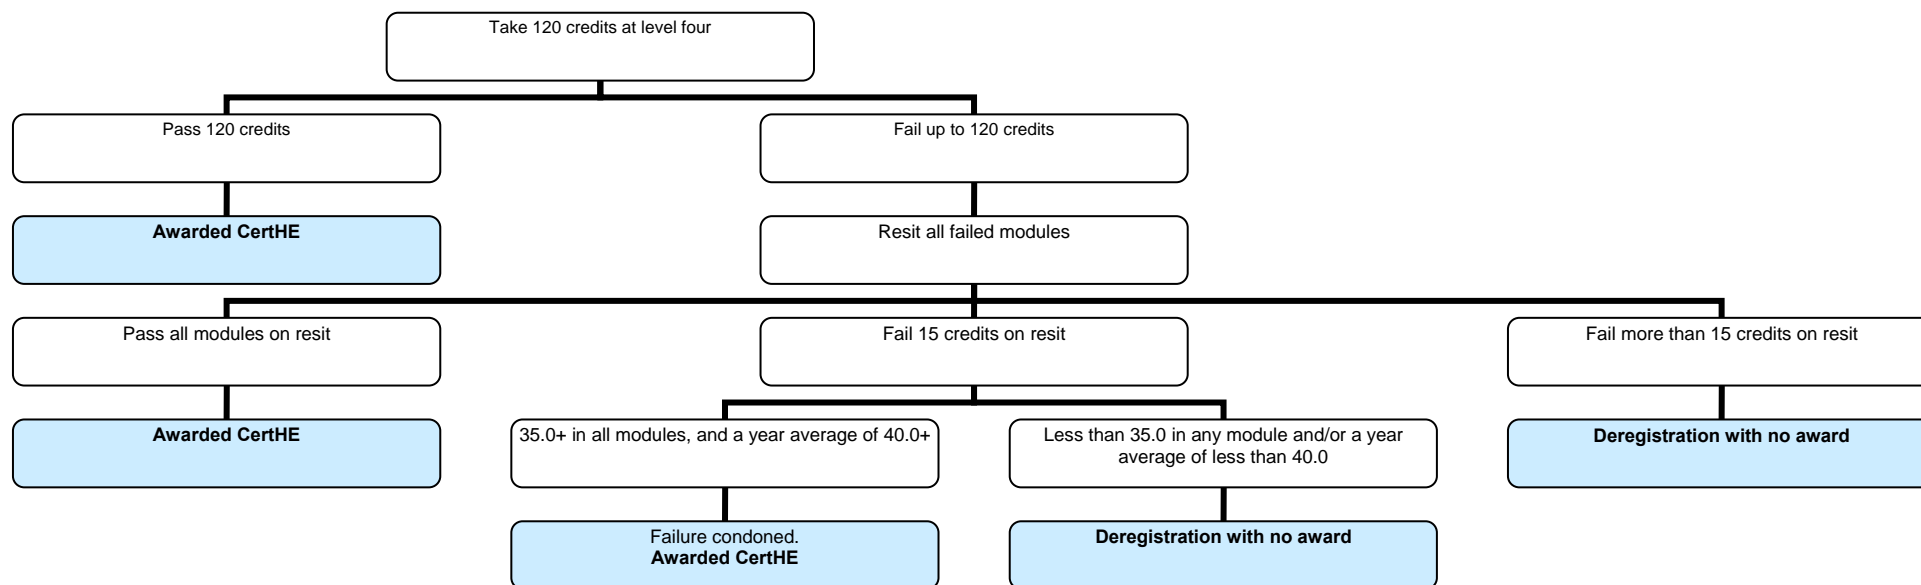 Take 120 credits at level four
Pass 120 credits
Fail up to 120 credits
Awarded CertHE
Resit all failed modules
Pass all modules on resit
Fail 15 credits on resit
Fail more than 15 credits on resit
Awarded CertHE
35.0+ in all modules, and a year average of 40.0+
Less than 35.0 in any module and/or a year
average of less than 40.0
Deregistration with no award
Failure condoned.
Awarded CertHE
Deregistration with no award